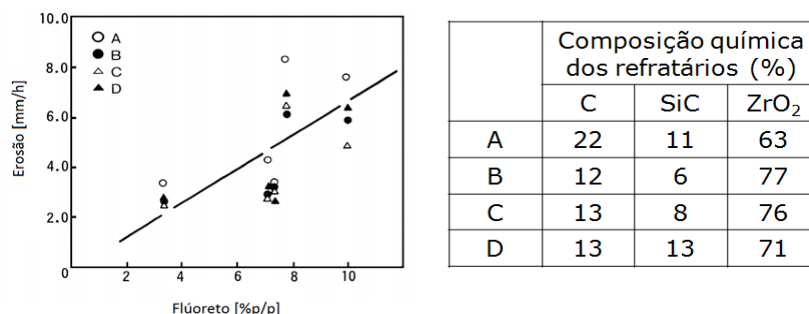 10.0
8.0
6.0
4.0
2.0
0
2
4
6
8
10
A
B
C
D
Erosão [mm/h]
Flúoreto [%p/p]
Composição química
dos refratários (%)
C SiC ZrO₂
A 22 11 63
B 12 6 77
C 13 8 76
D 13 13 71